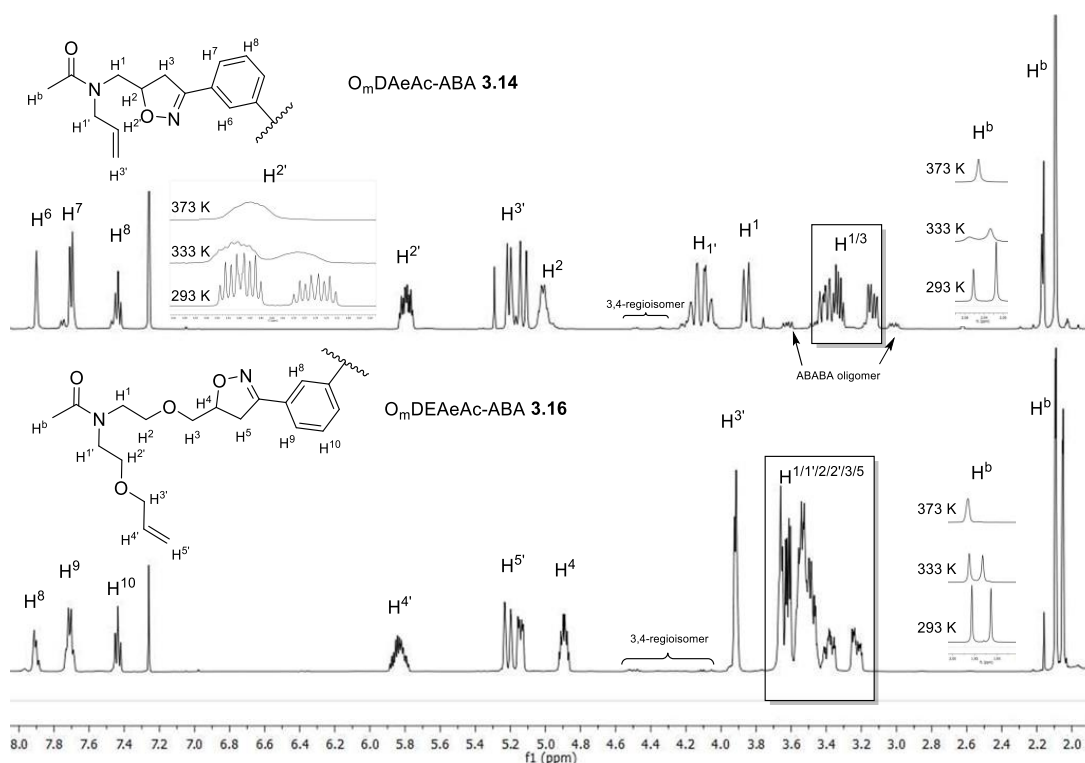 O
H¹
H³
H⁷
H⁸
OₘDAeAc-ABA 3.14
Hᵇ
Hᵇ
N
H²
O
N
H⁶
H¹'
H²'
H³'
H²'
Hᵇ
373 K
333 K
293 K
H⁶
H⁷
H⁸
373 K
333 K
293 K
H²'
H³'
H²
H₁'
H¹
H¹/³
3,4-regioisomer
ABABA oligomer
O
H¹
O
O
N
H⁸
OₘDEAeAc-ABA 3.16
Hᵇ
N
H²
H³
H⁴
H⁵
H⁹
H¹⁰
H¹'
H²'
O
H³'
H⁴'
H⁵'
H³'
H¹/¹'/²/²'/³/⁵
Hᵇ
Hᵇ
373 K
333 K
293 K
H⁸
H⁹
H¹⁰
H⁴'
H⁵'
H⁴
3,4-regioisomer
8.0 7.8 7.6 7.4 7.2 7.0 6.8 6.6 6.4 6.2 6.0 5.8 5.6 5.4 5.2 5.0 4.8 4.6 4.4 4.2 4.0 3.8 3.6 3.4 3.2 3.0 2.8 2.6 2.4 2.2 2.0
f1 (ppm)